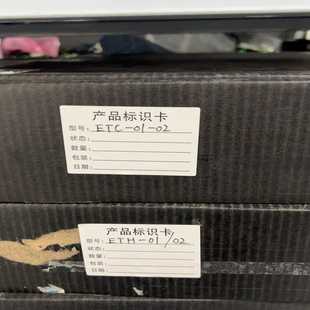 产品标识卡
型号: ETC-01-02
状态:
数量:
包装:
日期:
产品标识卡
型号: ETH-01/02
状态:
数量:
包装:
日期: